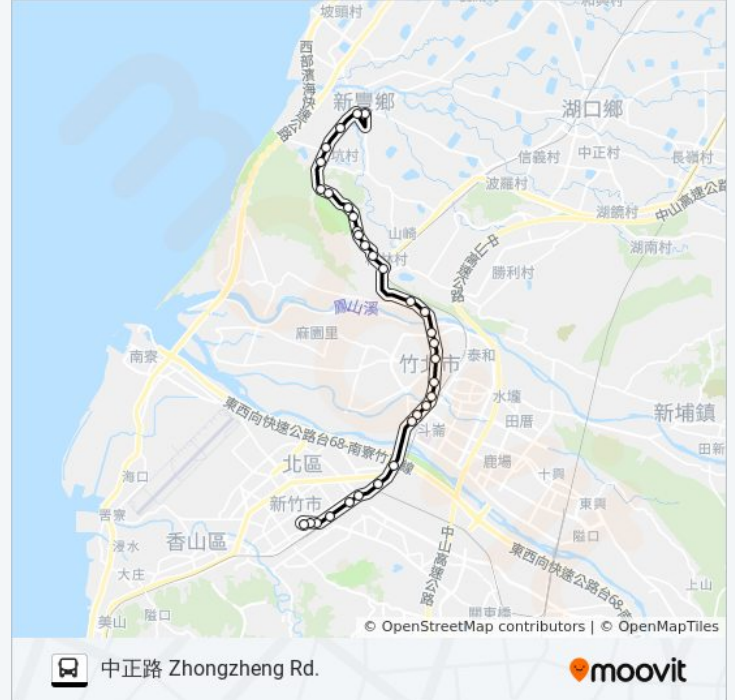 坡頭村
和興村
西部濱海快速公路
新豐鄉
湖口鄉
坑村
信義村
中正村
長嶺村
波羅村
中山高速公路
湖鏡村
山崎
中山高速公路
湖南村
林村
勝利村
鳳山溪
麻園里
南寮
竹北市
泰和
水壠
東西向快速公路台68-南寮竹
線
斗崙
田厝
新埔鎮
田新
北區
鹿場
海口
十興
新竹市
東興
罟寮
隘口
浸水
香山區
中山高速公路
東西向快速公路台68-南
大庄
上山
美山
隘口
關東橋
© OpenStreetMap contributors | © OpenMapTiles
中正路 Zhongzheng Rd.
moovit